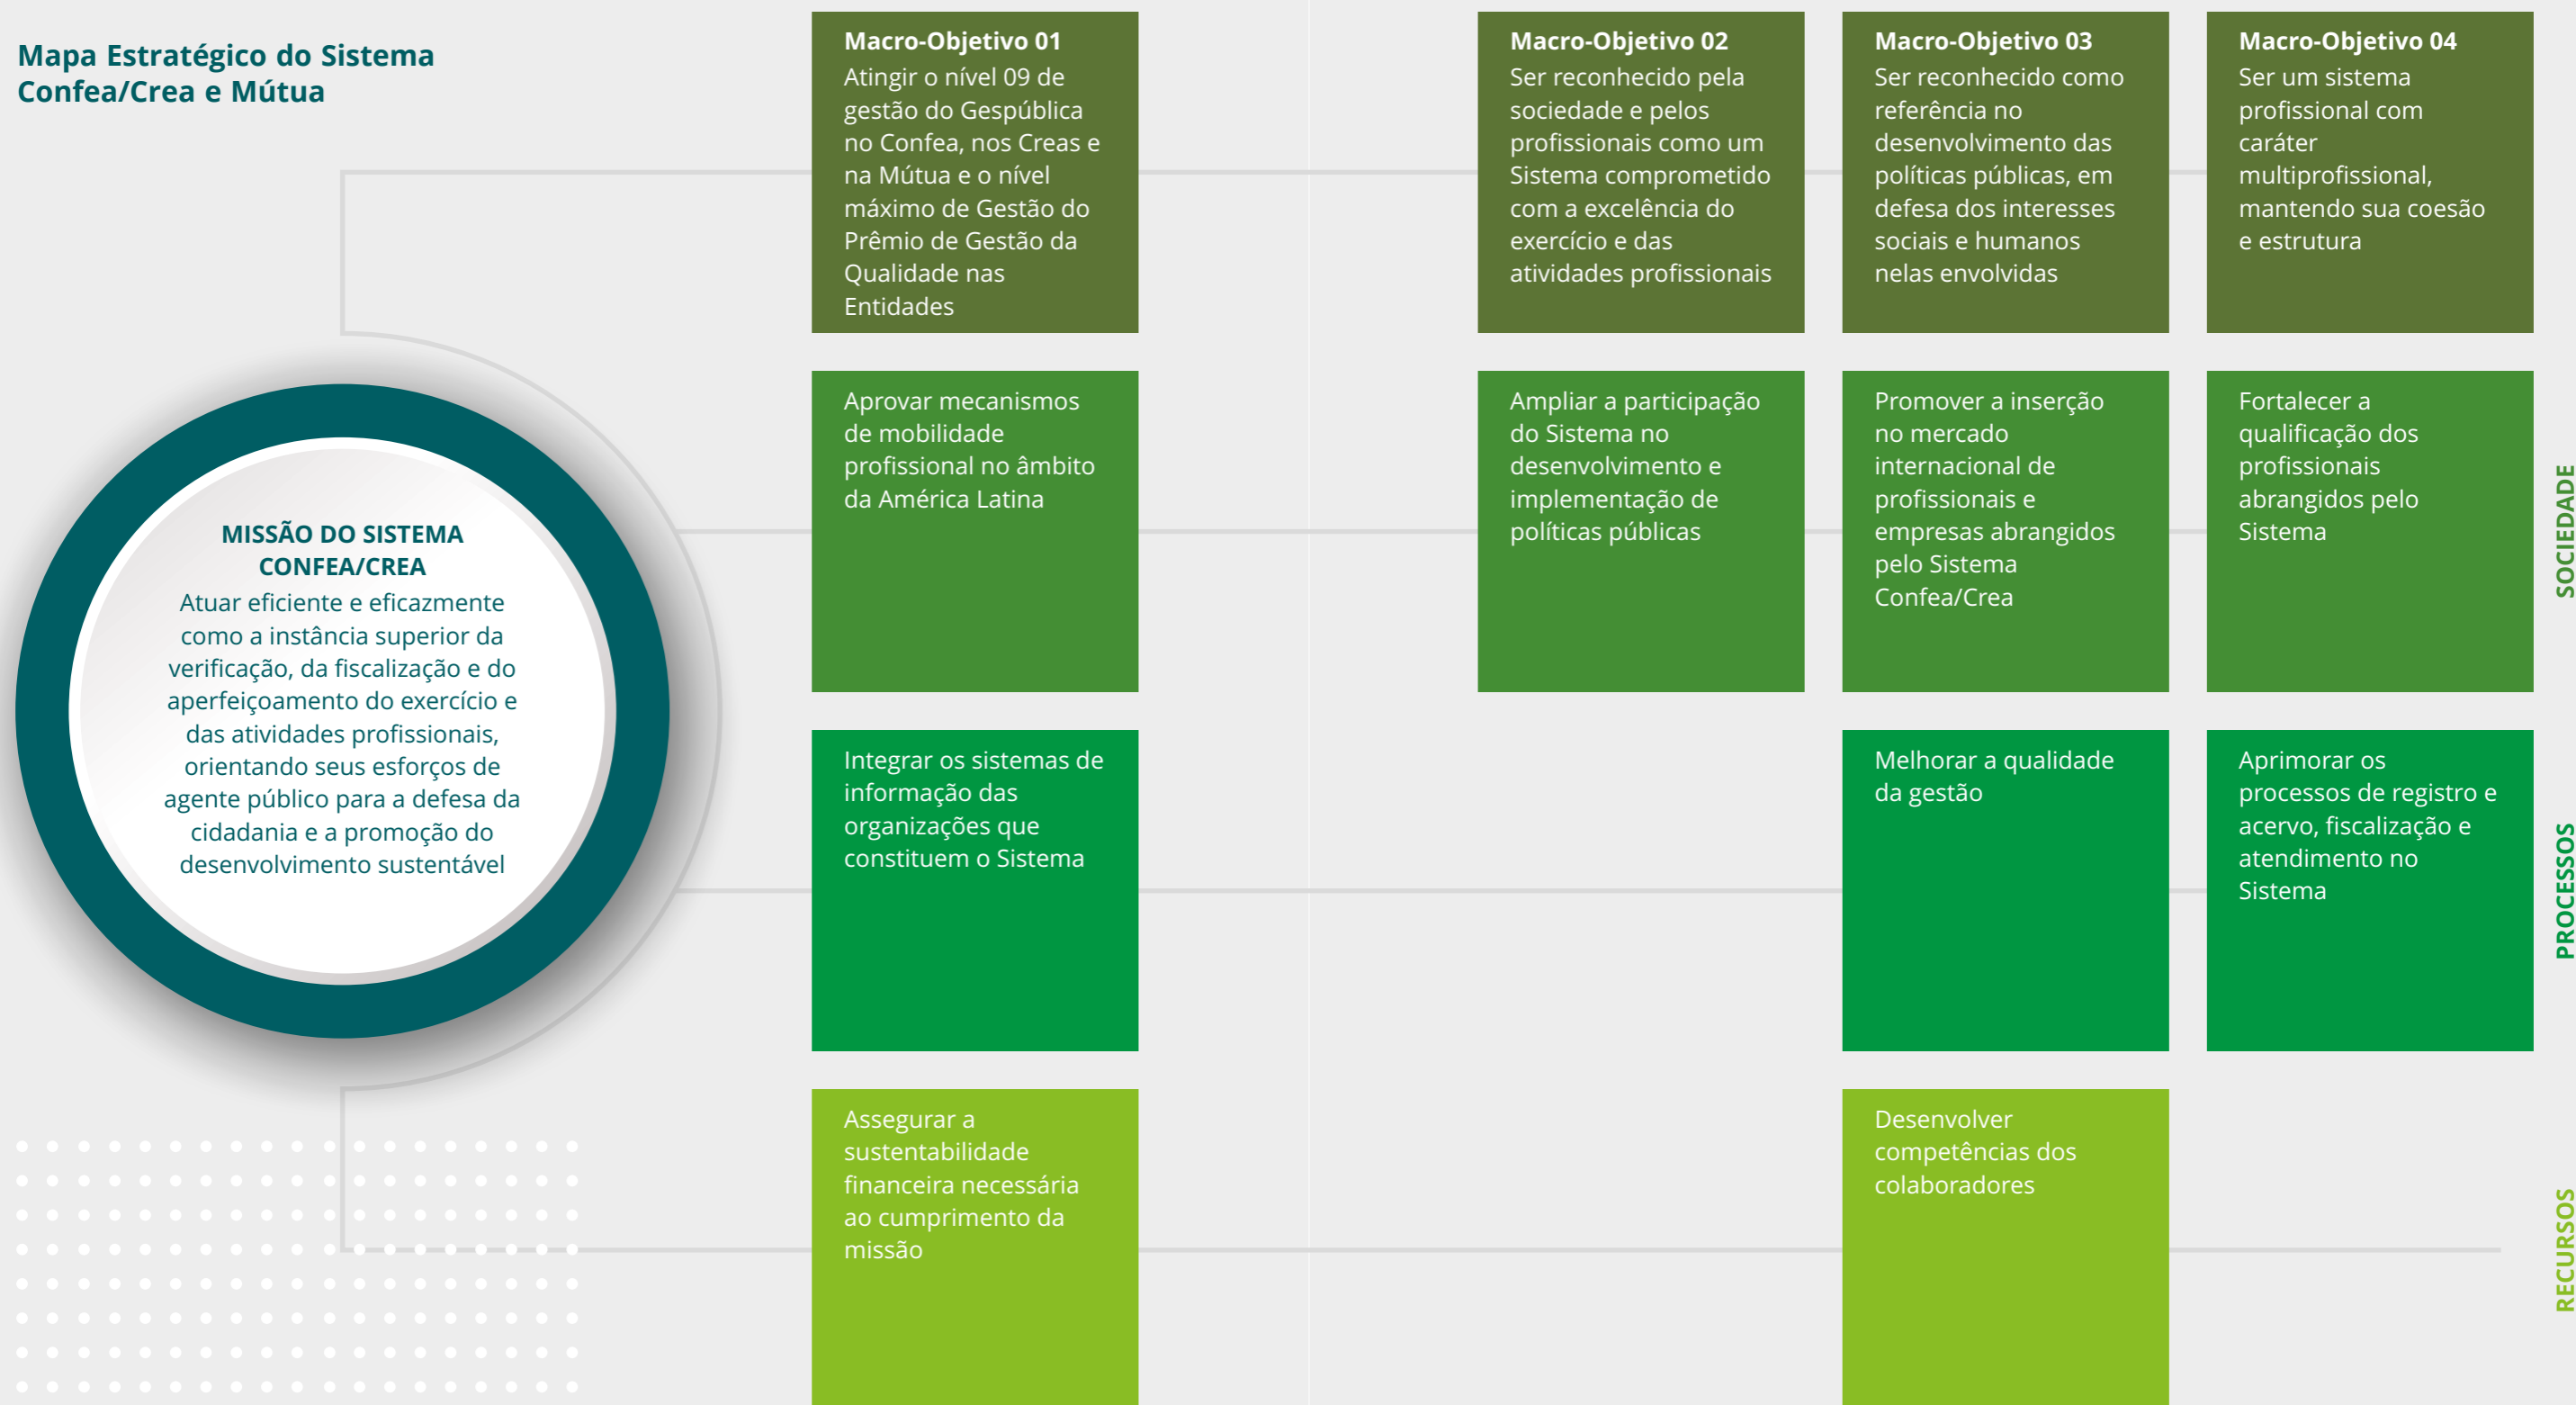 Mapa Estratégico do Sistema
Confea/Crea e Mútua
MISSÃO DO SISTEMA
CONFEA/CREA
Atuar eficiente e eficazmente
como a instância superior da
verificação, da fiscalização e do
aperfeiçoamento do exercício e
das atividades profissionais,
orientando seus esforços de
agente público para a defesa da
cidadania e a promoção do
desenvolvimento sustentável
Macro-Objetivo 01
Atingir o nível 09 de
gestão do Gespública
no Confea, nos Creas e
na Mútua e o nível
máximo de Gestão do
Prêmio de Gestão da
Qualidade nas
Entidades
Macro-Objetivo 02
Ser reconhecido pela
sociedade e pelos
profissionais como um
Sistema comprometido
com a excelência do
exercício e das
atividades profissionais
Macro-Objetivo 03
Ser reconhecido como
referência no
desenvolvimento das
políticas públicas, em
defesa dos interesses
sociais e humanos
nelas envolvidas
Macro-Objetivo 04
Ser um sistema
profissional com
caráter
multiprofissional,
mantendo sua coesão
e estrutura
Aprovar mecanismos
de mobilidade
profissional no âmbito
da América Latina
Ampliar a participação
do Sistema no
desenvolvimento e
implementação de
políticas públicas
Promover a inserção
no mercado
internacional de
profissionais e
empresas abrangidos
pelo Sistema
Confea/Crea
Fortalecer a
qualificação dos
profissionais
abrangidos pelo
Sistema
SOCIEDADE
Integrar os sistemas de
informação das
organizações que
constituem o Sistema
Melhorar a qualidade
da gestão
Aprimorar os
processos de registro e
acervo, fiscalização e
atendimento no
Sistema
PROCESSOS
Assegurar a
sustentabilidade
financeira necessária
ao cumprimento da
missão
Desenvolver
competências dos
colaboradores
RECURSOS